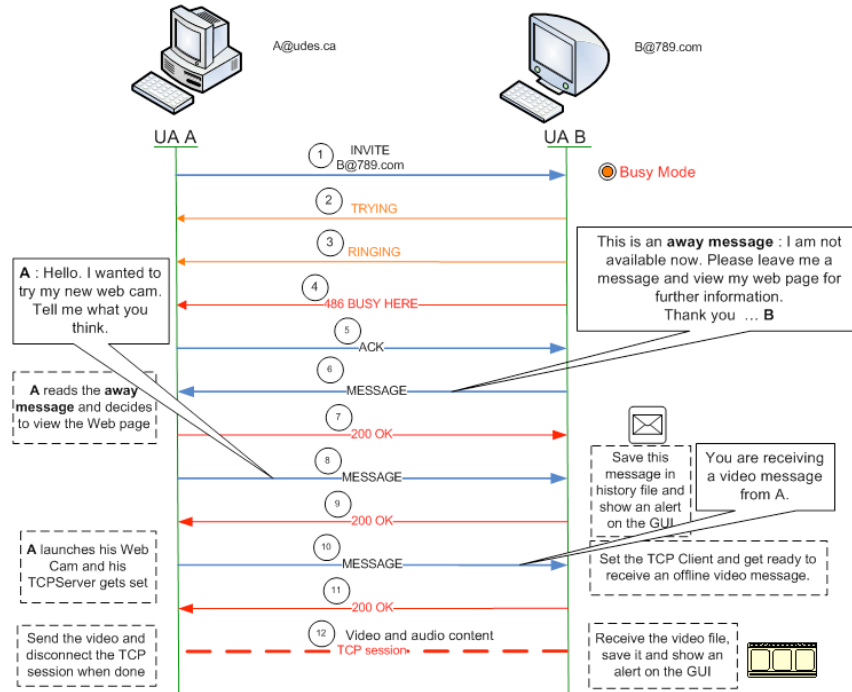 A@udes.ca
B@789.com
UA A
UA B
1
INVITE
B@789.com
Busy Mode
2
TRYING
3
RINGING
This is an away message : I am not
available now. Please leave me a
message and view my web page for
further information.
Thank you … B
A : Hello. I wanted to
try my new web cam.
Tell me what you
think.
4
486 BUSY HERE
5
ACK
6
MESSAGE
A reads the away
message and decides
to view the Web page
7
200 OK
8
MESSAGE
Save this
message in
history file and
show an alert
on the GUI
You are receiving
a video message
from A.
9
200 OK
A launches his Web
Cam and his
TCPServer gets set
10
MESSAGE
Set the TCP Client and get ready to
receive an offline video message.
11
200 OK
Send the video and
disconnect the TCP
session when done
12
Video and audio content
TCP session
Receive the video file,
save it and show an
alert on the GUI